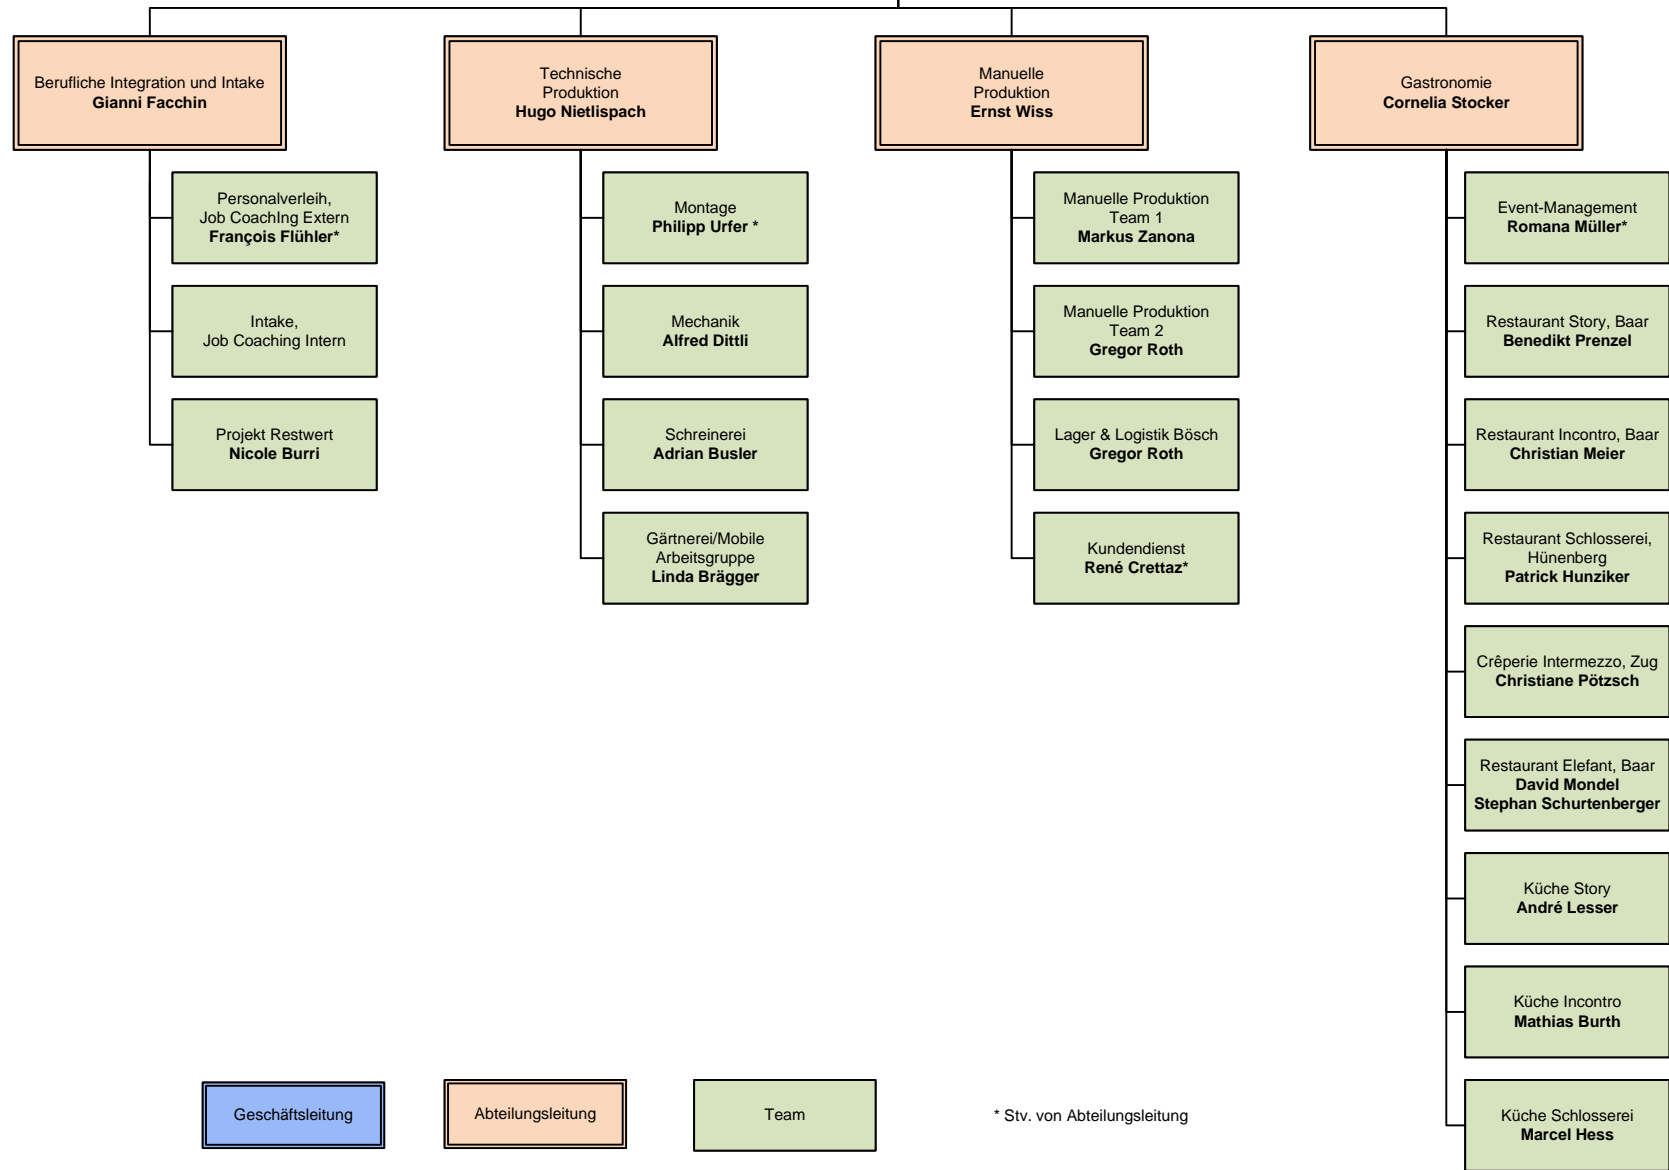 Berufliche Integration und Intake
Gianni Facchin
Personalverleih,
Job CoachIng Extern
François Flühler*
Intake,
Job Coaching Intern
Projekt Restwert
Nicole Burri
Technische
Produktion
Hugo Nietlispach
Montage
Philipp Urfer *
Mechanik
Alfred Dittli
Schreinerei
Adrian Busler
Gärtnerei/Mobile
Arbeitsgruppe
Linda Brägger
Manuelle
Produktion
Ernst Wiss
Manuelle Produktion
Team 1
Markus Zanona
Manuelle Produktion
Team 2
Gregor Roth
Lager & Logistik Bösch
Gregor Roth
Kundendienst
René Crettaz*
Gastronomie
Cornelia Stocker
Event-Management
Romana Müller*
Restaurant Story, Baar
Benedikt Prenzel
Restaurant Incontro, Baar
Christian Meier
Restaurant Schlosserei,
Hünenberg
Patrick Hunziker
Crêperie Intermezzo, Zug
Christiane Pötzsch
Restaurant Elefant, Baar
David Mondel
Stephan Schurtenberger
Küche Story
André Lesser
Küche Incontro
Mathias Burth
Küche Schlosserei
Marcel Hess
Geschäftsleitung
Abteilungsleitung
Team
* Stv. von Abteilungsleitung